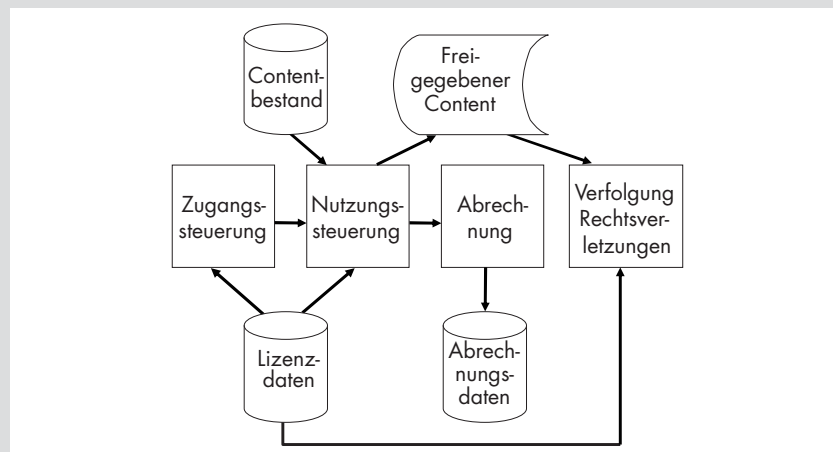 Content-
bestand
Frei-
gegebener
Content
Zugangs-
steuerung
Nutzungs-
steuerung
Abrech-
nung
Verfolgung
Rechtsver-
letzungen
Lizenz-
daten
Abrech-
nungs-
daten